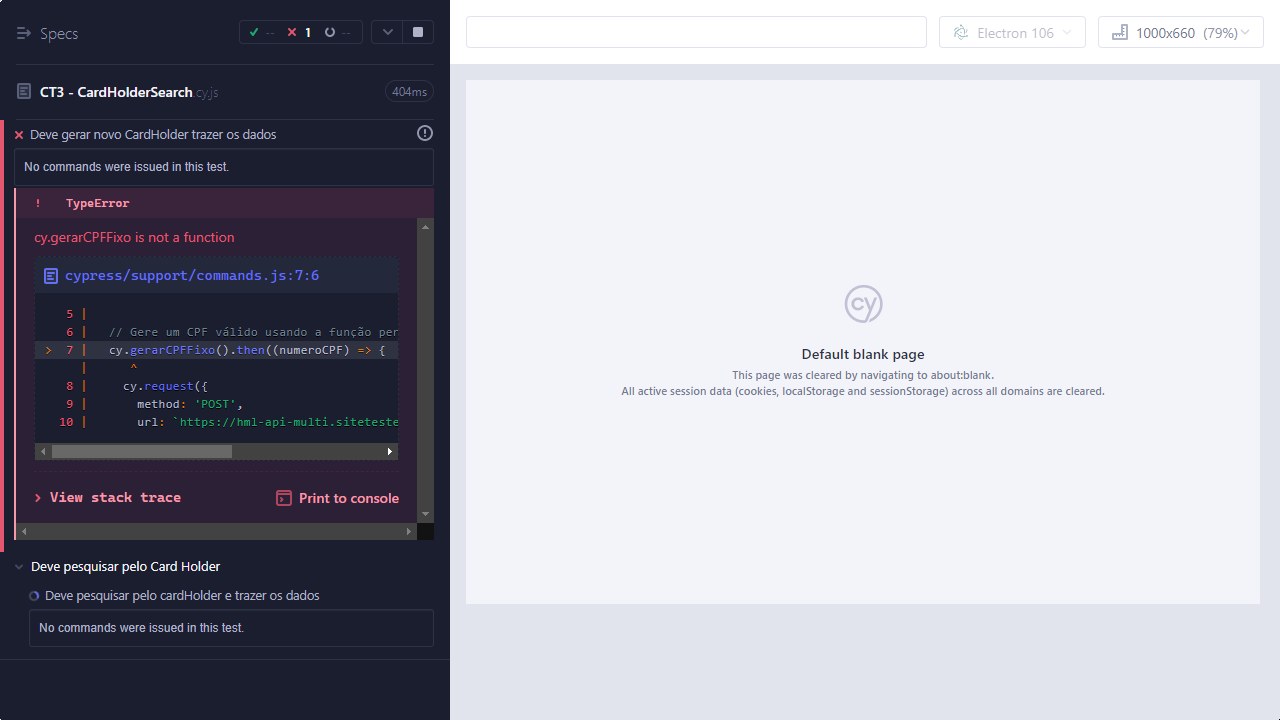 Specs
-- 1 --
CT3 - CardHolderSearch.cy.js 404ms
Deve gerar novo CardHolder trazer os dados
No commands were issued in this test.
! TypeError
cy.gerarCPFFixo is not a function
cypress/support/commands.js:7:6
5 |
6 | // Gere um CPF válido usando a função per
> 7 | cy.gerarCPFFixo().then((numeroCPF) => {
| ^
8 | cy.request({
9 | method: 'POST',
10 | url: `https://hml-api-multi.siteteste
> View stack trace Print to console
Deve pesquisar pelo Card Holder
Deve pesquisar pelo cardHolder e trazer os dados
No commands were issued in this test.
Electron 106
1000x660 (79%)
cy
Default blank page
This page was cleared by navigating to about:blank.
All active session data (cookies, localStorage and sessionStorage) across all domains are cleared.